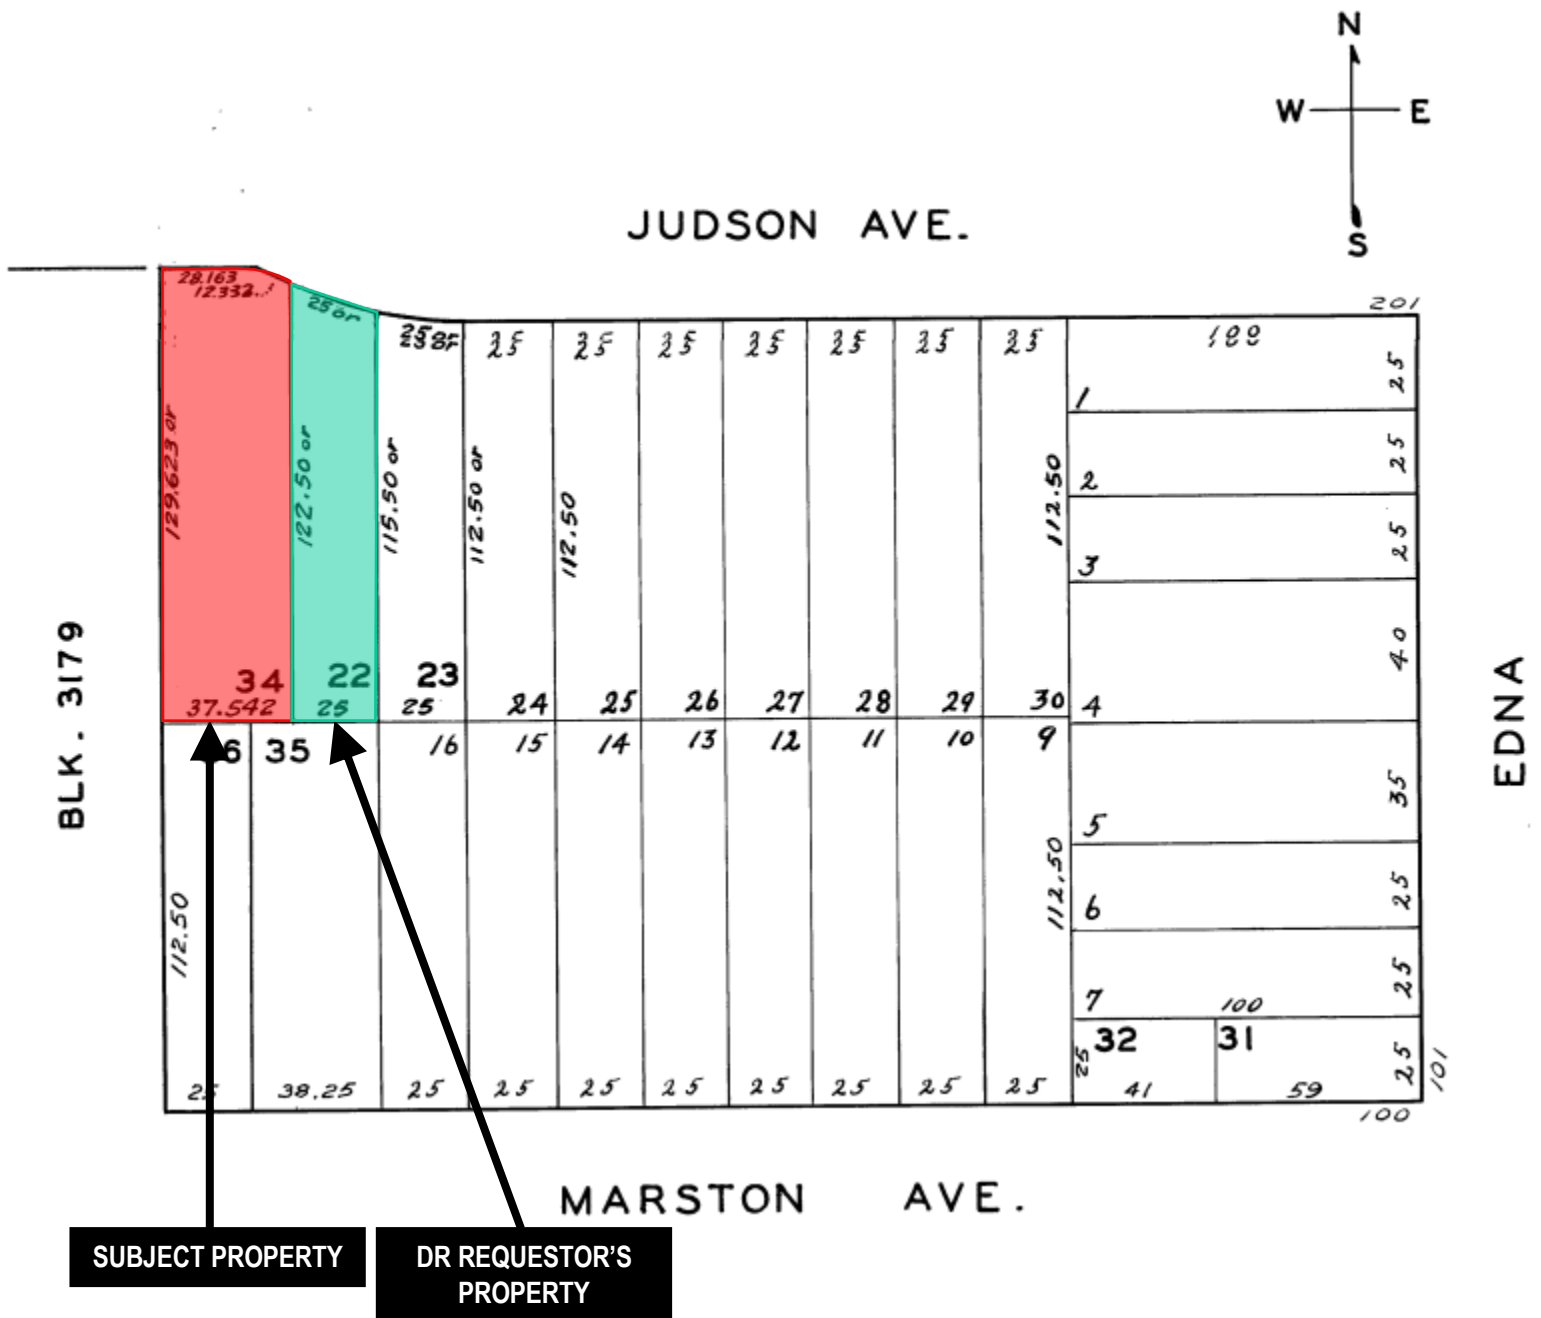 N
W E
S
JUDSON AVE.
201
28.163
12.332
25 or
25 or
25 25 25 25 25 25 25
100
25
129.623 or
122.50 or
115.50 or
112.50 or
112.50
112.50
1
25
2
25
3
40
BLK. 3179
EDNA
34 22 23 24 25 26 27 28 29 30 4
37.542 25 25
35 16 15 14 13 12 11 10 9
35
5
112.50
112.50
25
6
25
7 100
32 31
25
25
101
25 38.25 25 25 25 25 25 25 25 25 41 59
100
MARSTON AVE.
SUBJECT PROPERTY
DR REQUESTOR'S
PROPERTY